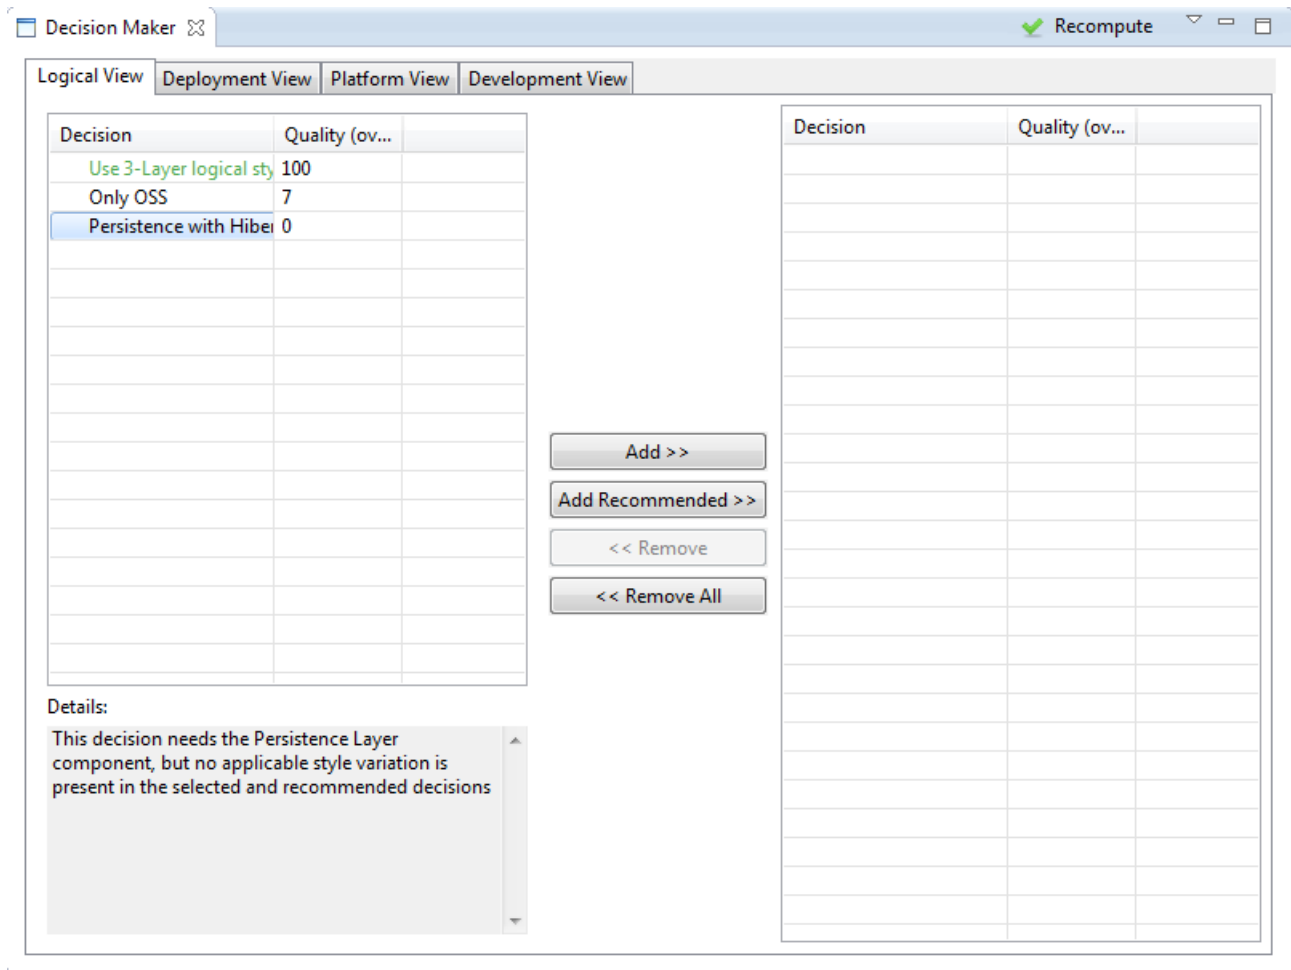 Decision Maker
Recompute
Logical View Deployment View Platform View Development View
Decision Quality (ov...
Use 3-Layer logical sty 100
Only OSS 7
Persistence with Hiber 0
Decision Quality (ov...
Add >>
Add Recommended >>
<< Remove
<< Remove All
Details:
This decision needs the Persistence Layer
component, but no applicable style variation is
present in the selected and recommended decisions